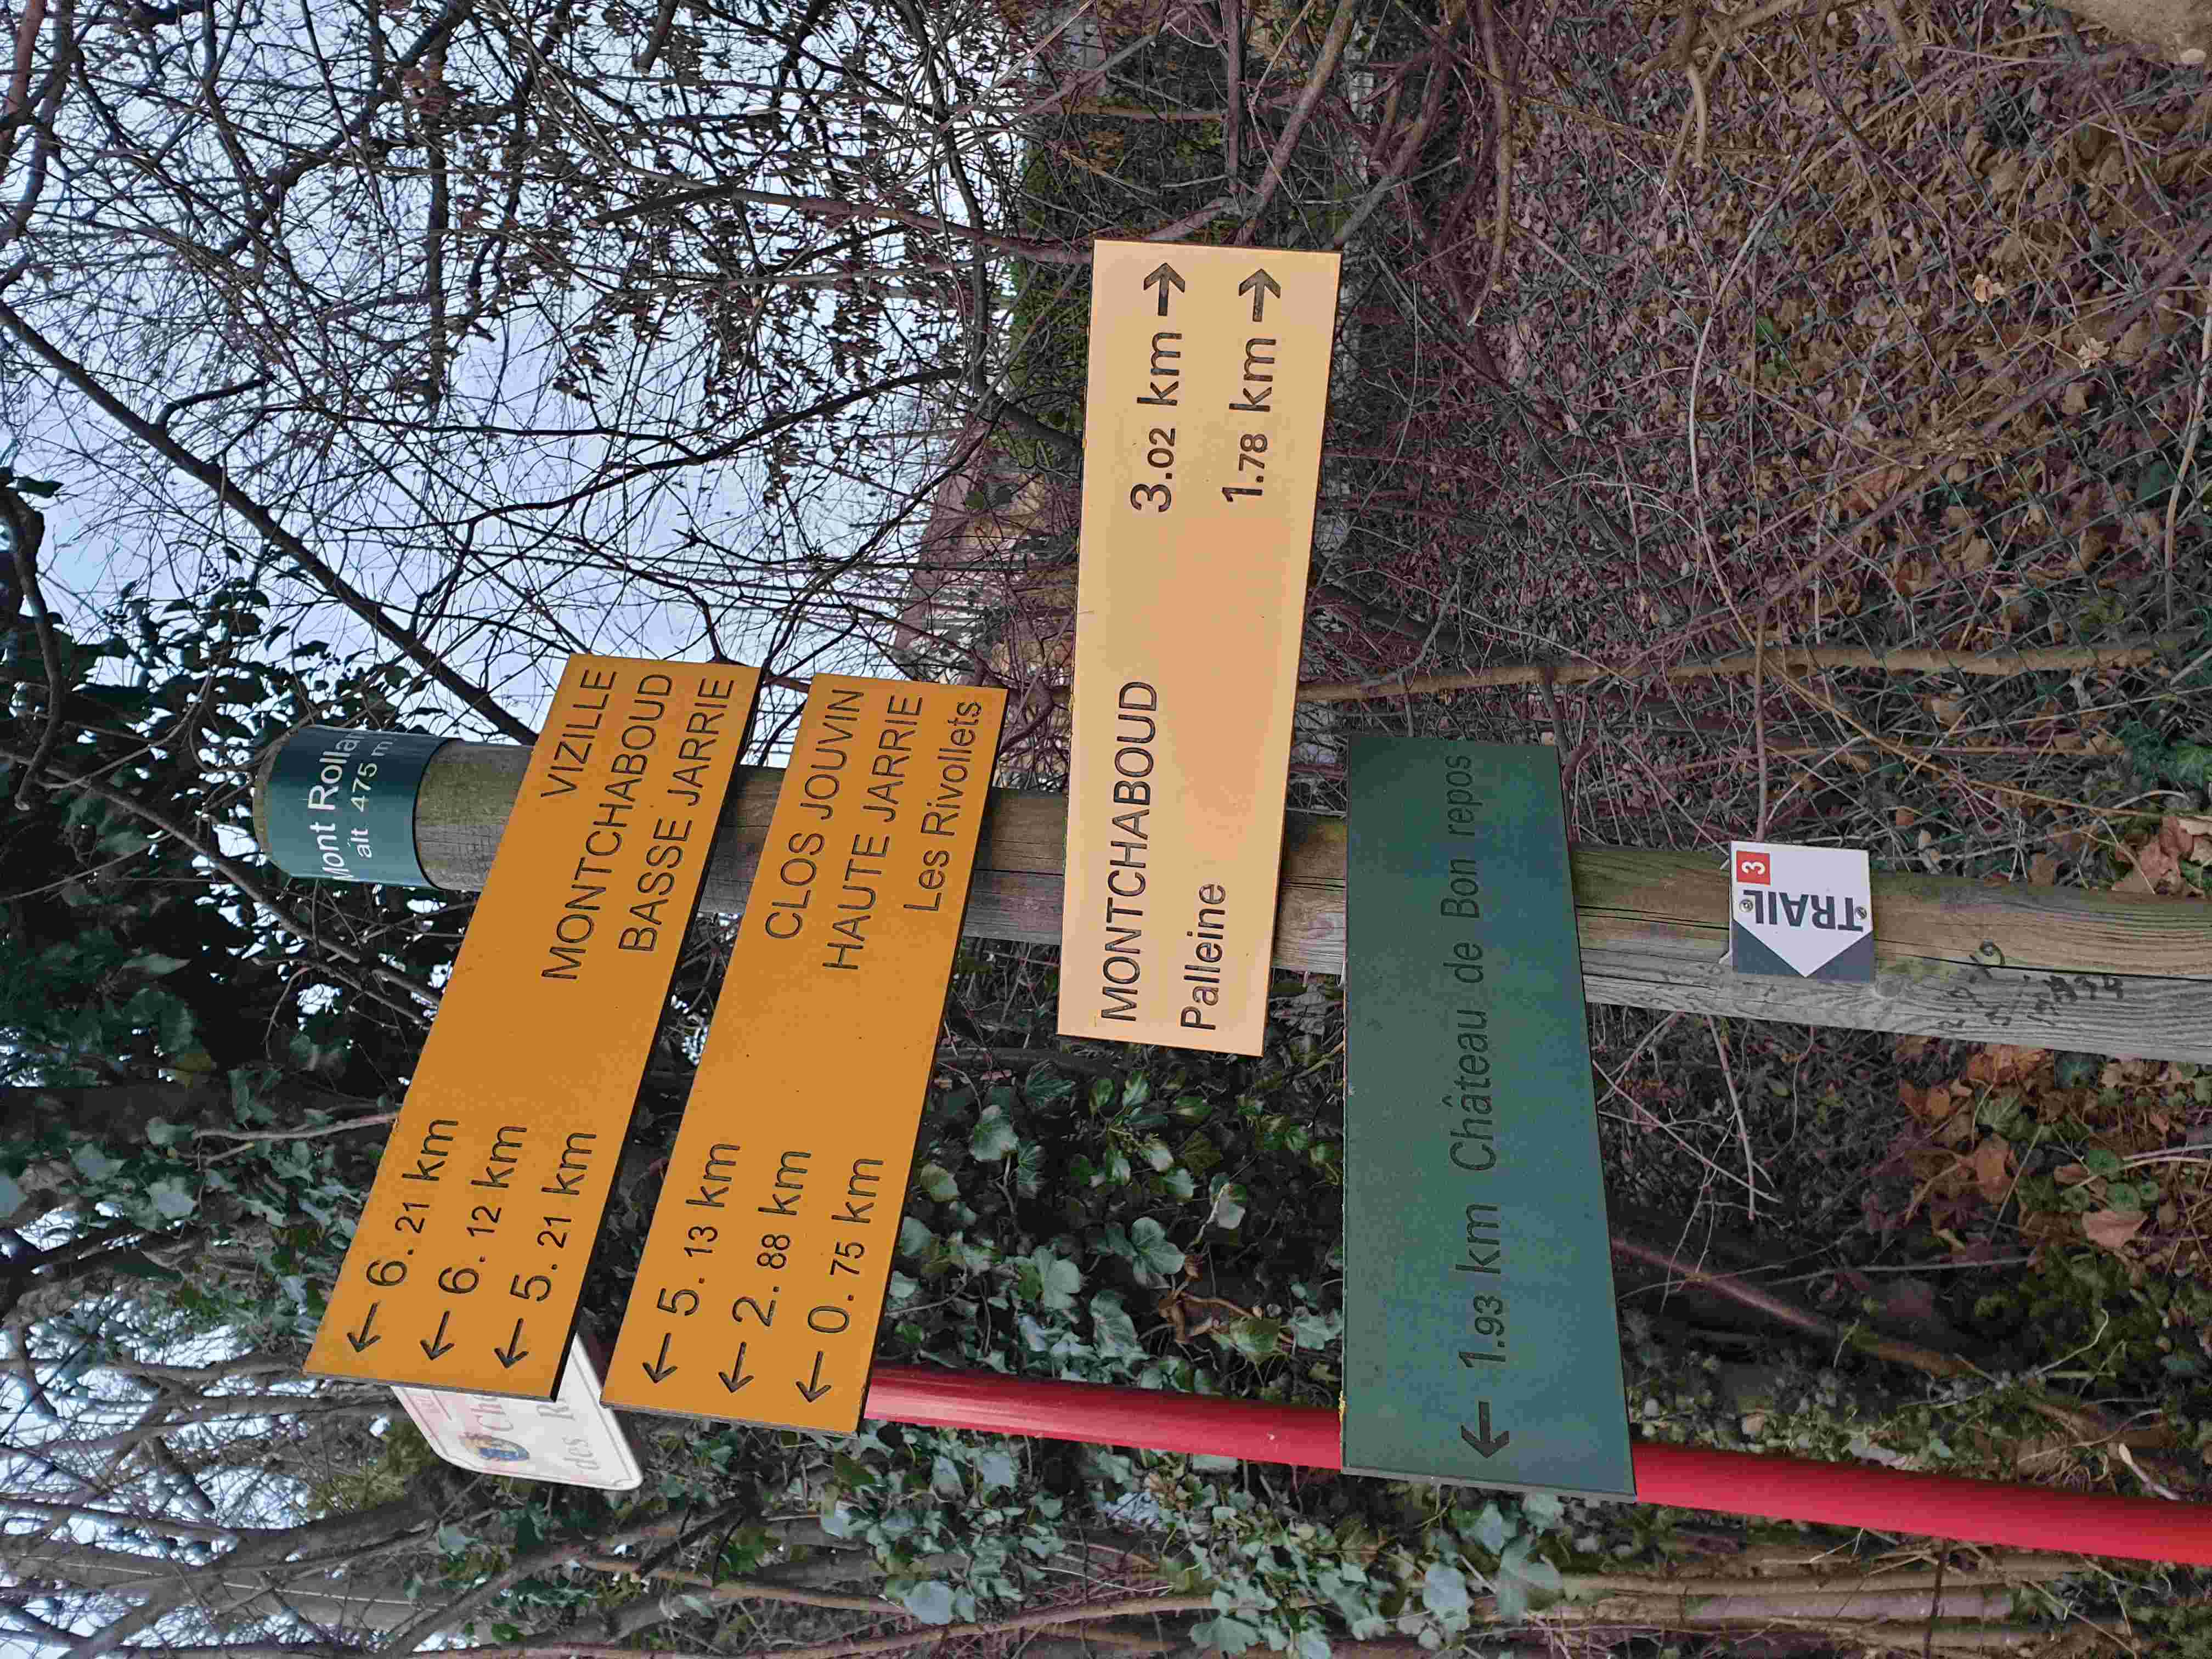 Mont Rolla
alt 475 m
← 6.21 km VIZILLE
← 6.12 km MONTCHABOUD
← 5.21 km BASSE JARRIE
← 5.13 km CLOS JOUVIN
← 2.88 km HAUTE JARRIE
← 0.75 km Les Rivollets
MONTCHABOUD 3.02 km →
Palleine 1.78 km →
← 1.93 km Château de Bon repos
TRAIL 3
des